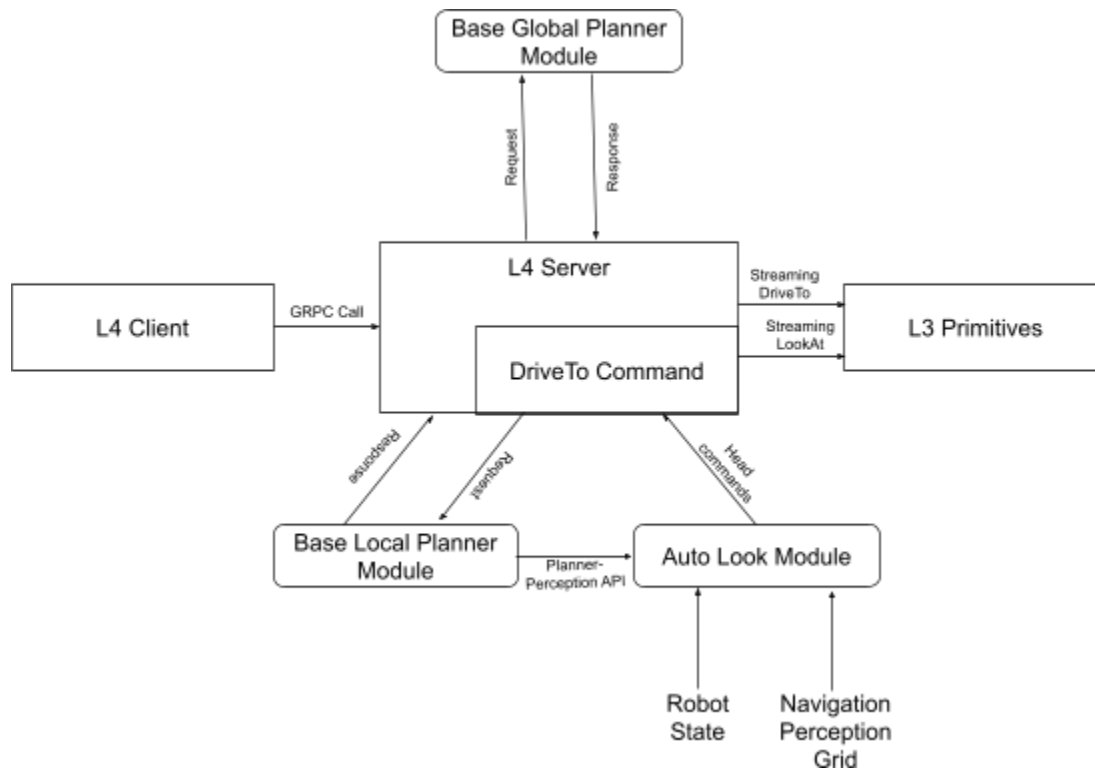 Base Global Planner
Module
Request
Response
L4 Server
Streaming
DriveTo
L4 Client
GRPC Call
Streaming
LookAt
L3 Primitives
DriveTo Command
Response
Request
Head
commands
Base Local Planner
Module
Planner-
Perception API
Auto Look Module
Robot
State
Navigation
Perception
Grid